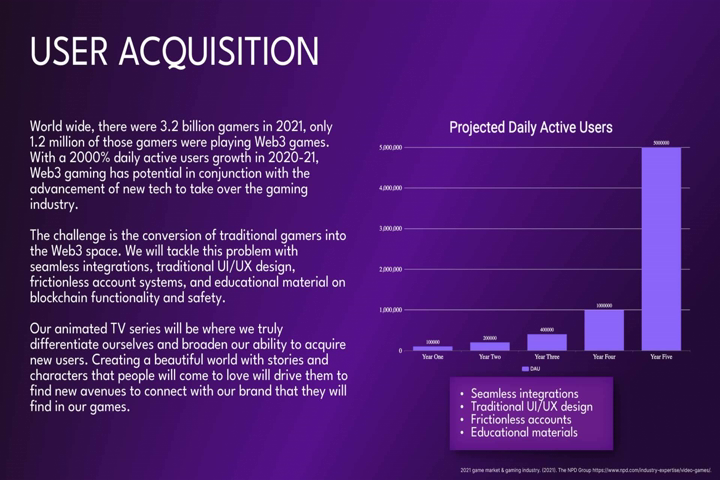 USER ACQUISITION
World wide, there were 3.2 billion gamers in 2021, only
1.2 million of those gamers were playing Web3 games.
With a 2000% daily active users growth in 2020-21,
Web3 gaming has potential in conjunction with the
advancement of new tech to take over the gaming
industry.
The challenge is the conversion of traditional gamers into
the Web3 space. We will tackle this problem with
seamless integrations, traditional UI/UX design,
frictionless account systems, and educational material on
blockchain functionality and safety.
Our animated TV series will be where we truly
differentiate ourselves and broaden our ability to acquire
new users. Creating a beautiful world with stories and
characters that people will come to love will drive them to
find new avenues to connect with our brand that they will
find in our games.
Projected Daily Active Users
5,000,000
4,000,000
3,000,000
2,000,000
1,000,000
0
100000
200000
400000
1000000
5000000
Year One
Year Two
Year Three
Year Four
Year Five
DAU
• Seamless integrations
• Traditional UI/UX design
• Frictionless accounts
• Educational materials
2021 game market & gaming industry. (2021). The NPD Group https://www.npd.com/industry-expertise/video-games/.